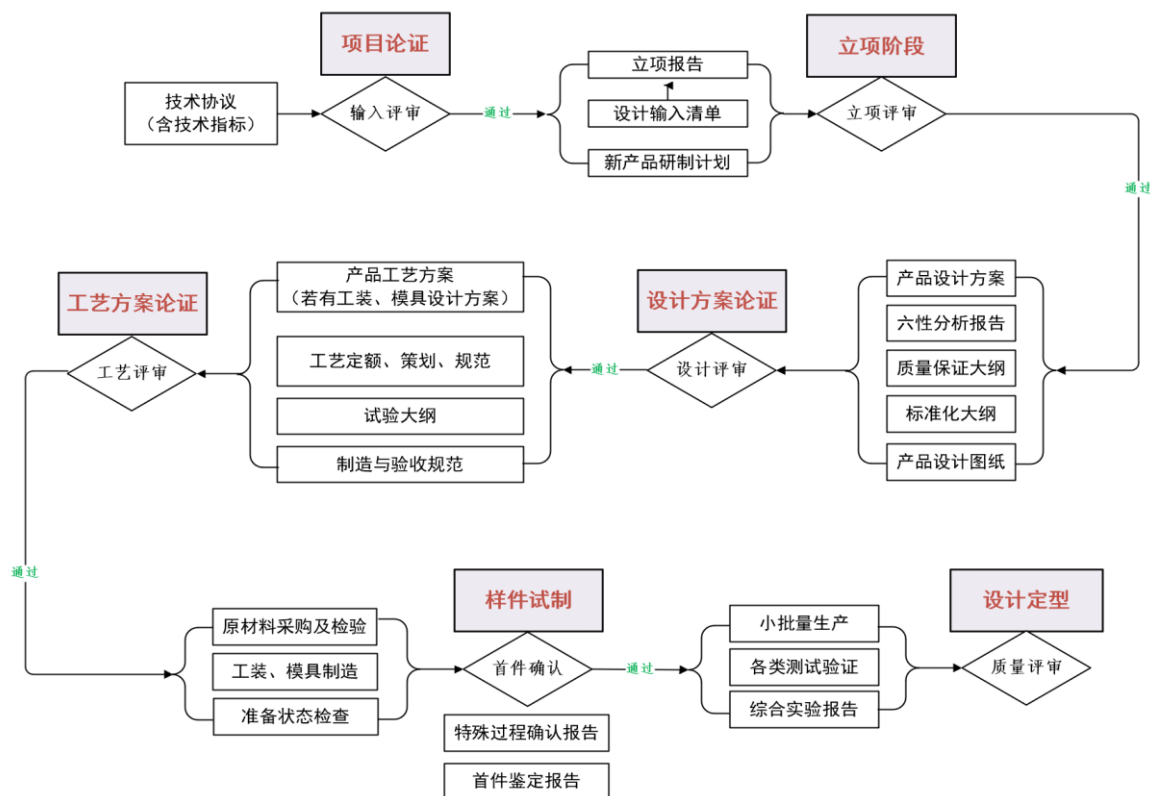 项目论证
立项阶段
技术协议
（含技术指标）
输入评审
通过
立项报告
设计输入清单
新产品研制计划
立项评审
通过
工艺方案论证
产品工艺方案
（若有工装、模具设计方案）
设计方案论证
产品设计方案
六性分析报告
工艺评审
工艺定额、策划、规范
通过
设计评审
质量保证大纲
试验大纲
标准化大纲
制造与验收规范
产品设计图纸
通过
样件试制
设计定型
原材料采购及检验
小批量生产
工装、模具制造
首件确认
通过
各类测试验证
质量评审
准备状态检查
综合实验报告
特殊过程确认报告
首件鉴定报告